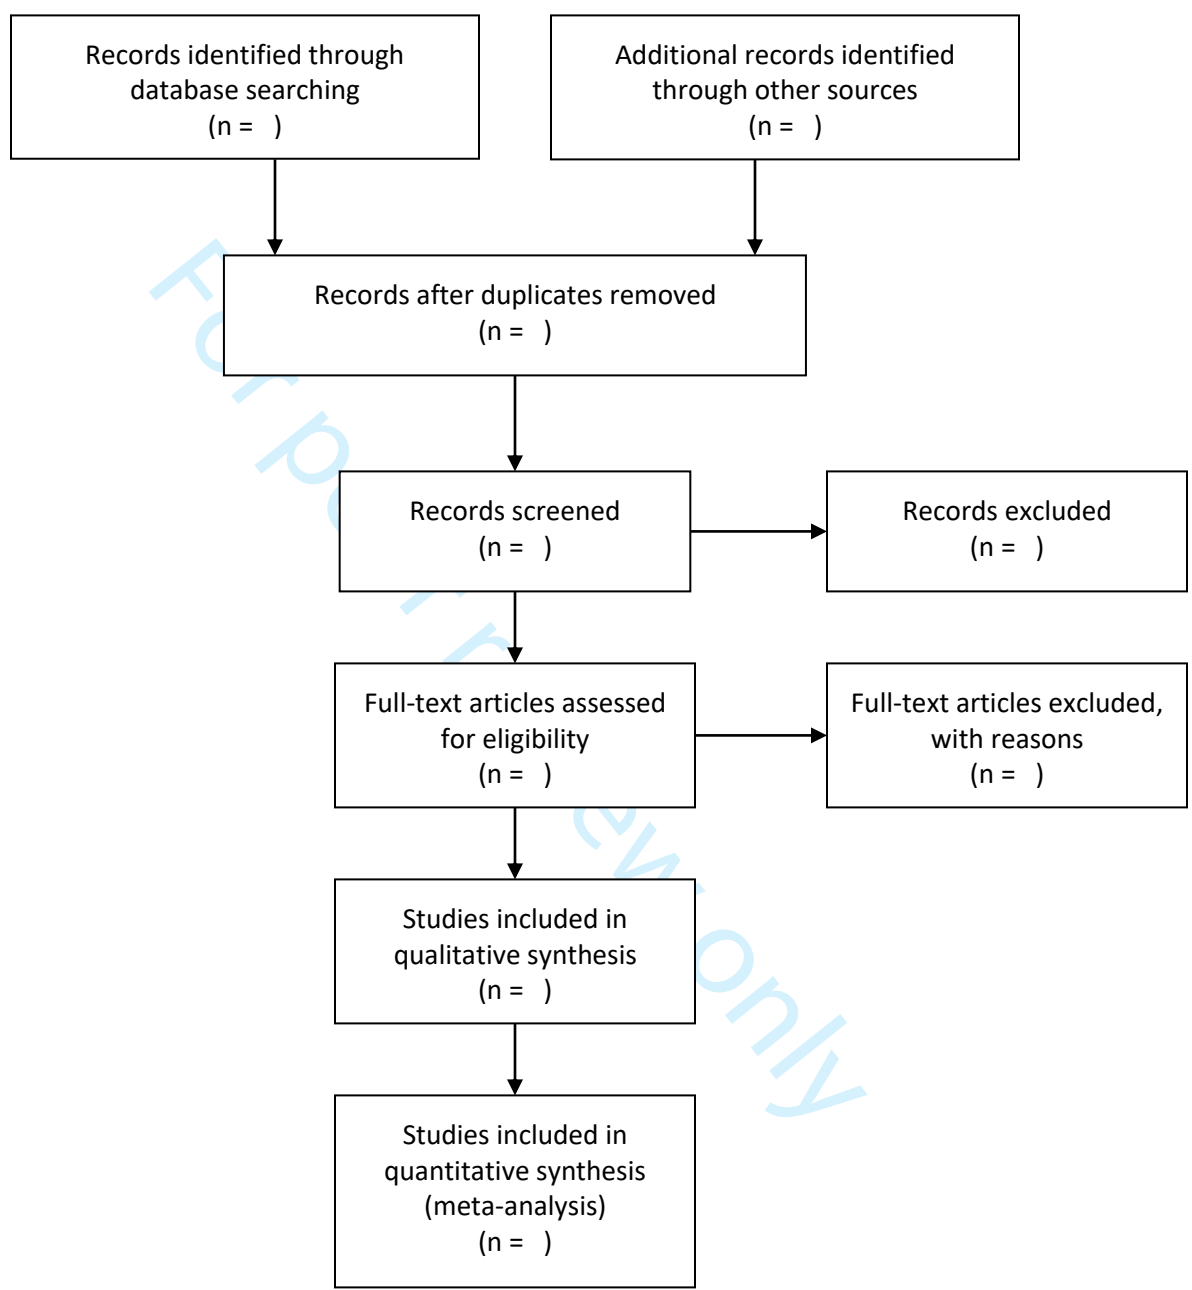 Records identified through
database searching
(n =   )
Additional records identified
through other sources
(n =   )
Records after duplicates removed
(n =   )
Records screened
(n =   )
Records excluded
(n =   )
Full-text articles assessed
for eligibility
(n =   )
Full-text articles excluded,
with reasons
(n =   )
Studies included in
qualitative synthesis
(n =   )
Studies included in
quantitative synthesis
(meta-analysis)
(n =   )
For peer review only